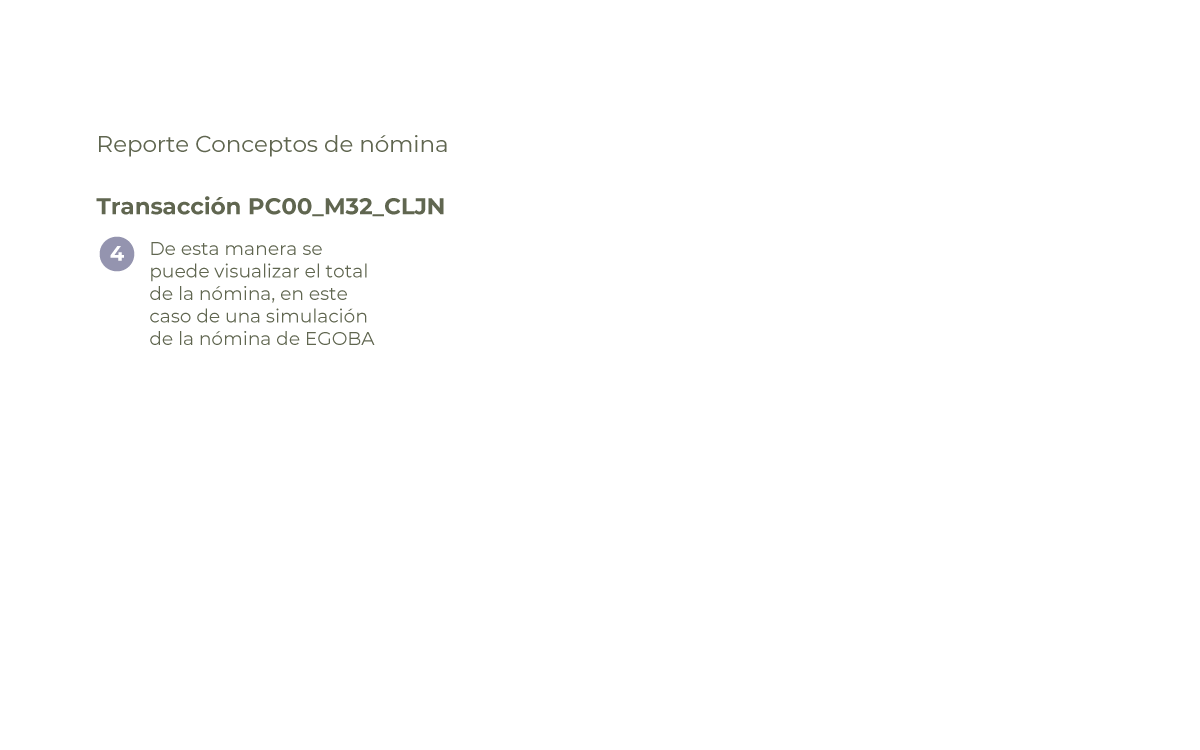 Reporte Conceptos de nómina
Transacción PC00_M32_CLJN
4
De esta manera se
puede visualizar el total
de la nómina, en este
caso de una simulación
de la nómina de EGOBA